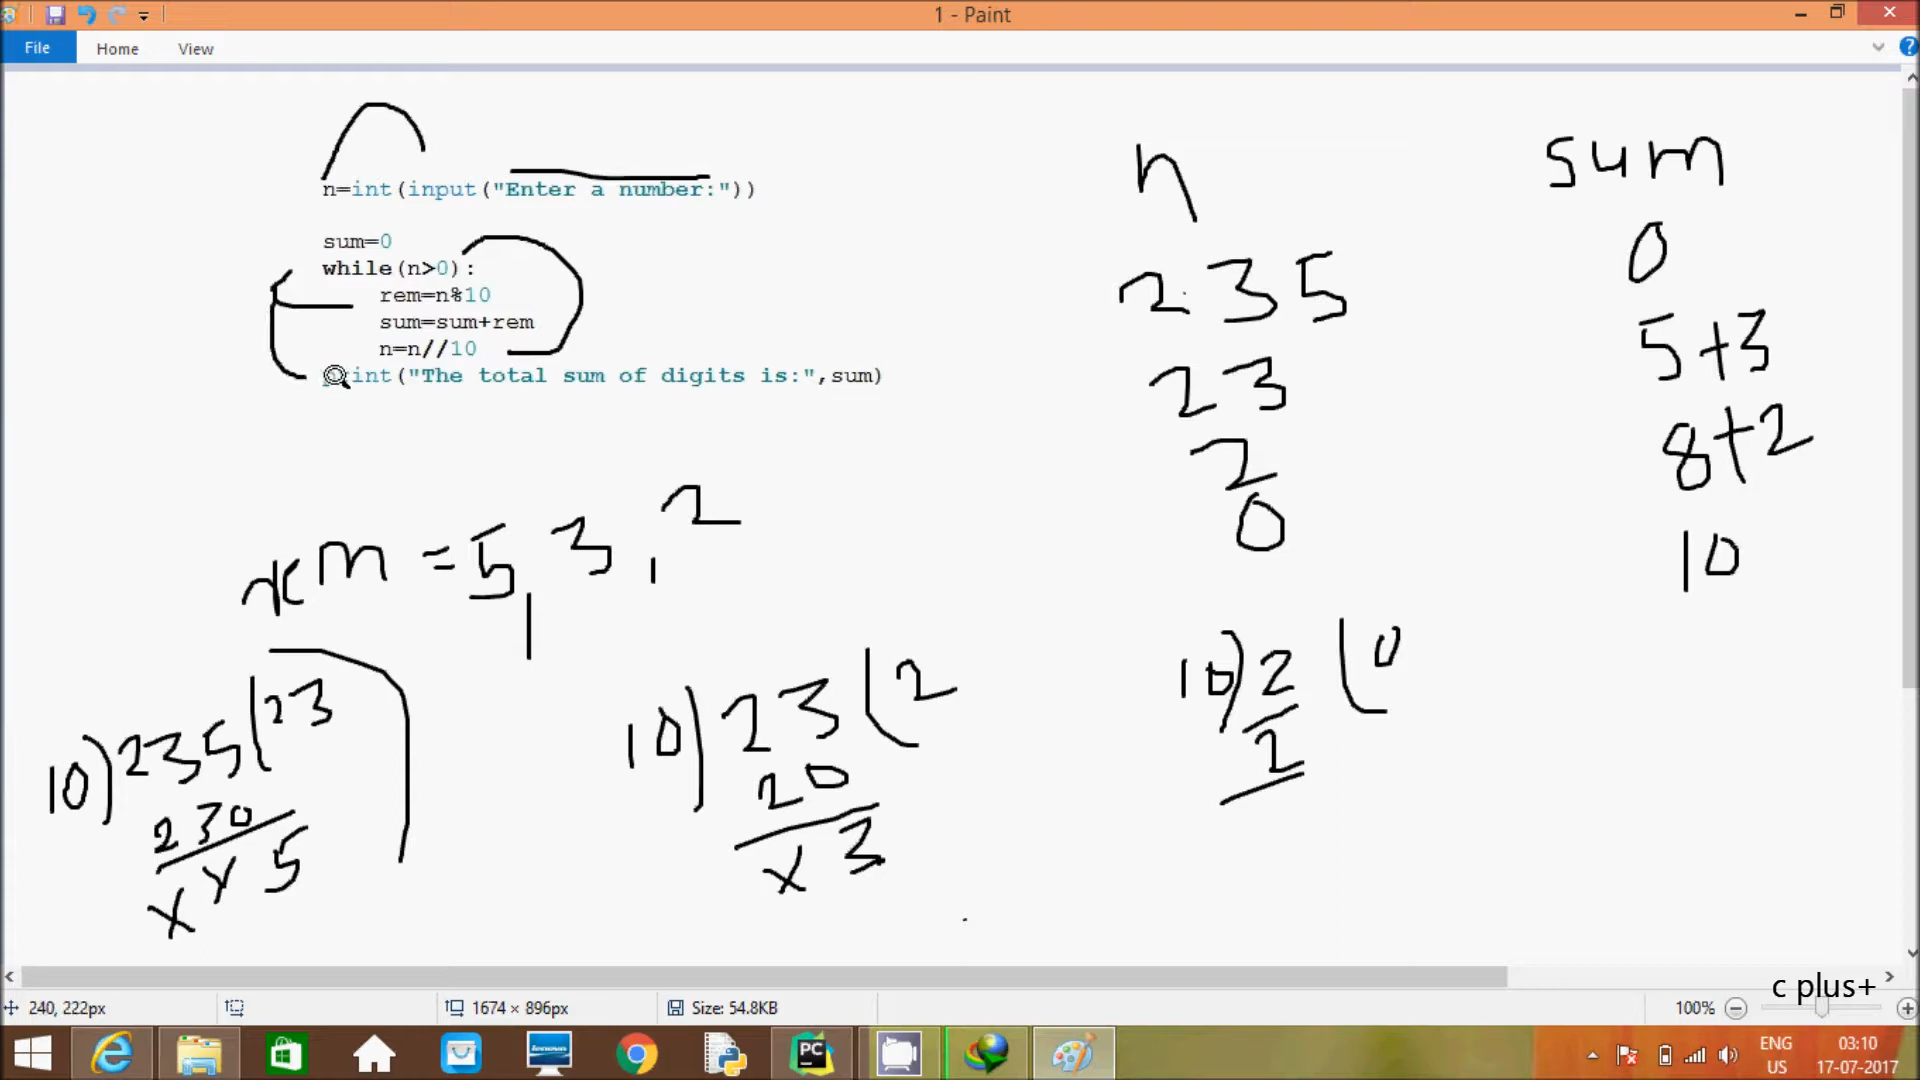 1 - Paint
File Home View
n=int(input("Enter a number:"))
sum=0
while(n>0):
rem=n%10
sum=sum+rem
n=n//10
int("The total sum of digits is:",sum)
n
235
23
2
0
sum
0
5+3
8+2
10
= 5, 3, 2
10)235(23
230
x x 5
10)23(2
20
x 3
10)2(0
2
240, 222px
1674 × 896px
Size: 54.8KB
100%
c plus+
PC
ENG
US
03:10
17-07-2017